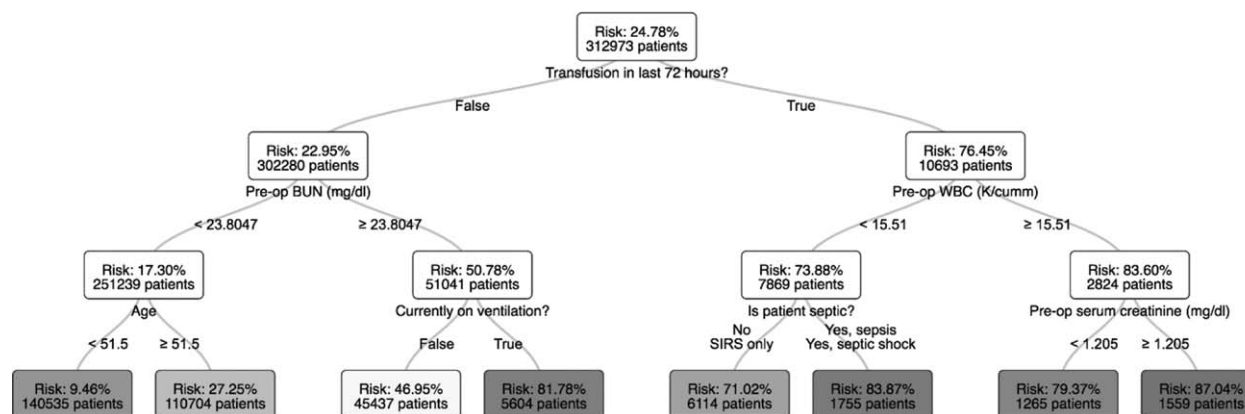 Risk: 24.78%
312973 patients
Transfusion in last 72 hours?
False
True
Risk: 22.95%
302280 patients
Pre-op BUN (mg/dl)
Risk: 76.45%
10693 patients
Pre-op WBC (K/cumm)
< 23.8047
≥ 23.8047
< 15.51
≥ 15.51
Risk: 17.30%
251239 patients
Age
Risk: 50.78%
51041 patients
Currently on ventilation?
Risk: 73.88%
7869 patients
Is patient septic?
Risk: 83.60%
2824 patients
Pre-op serum creatinine (mg/dl)
< 51.5
≥ 51.5
False
True
No
SIRS only
Yes, sepsis
Yes, septic shock
< 1.205
≥ 1.205
Risk: 9.46%
140535 patients
Risk: 27.25%
110704 patients
Risk: 46.95%
45437 patients
Risk: 81.78%
5604 patients
Risk: 71.02%
6114 patients
Risk: 83.87%
1755 patients
Risk: 79.37%
1265 patients
Risk: 87.04%
1559 patients